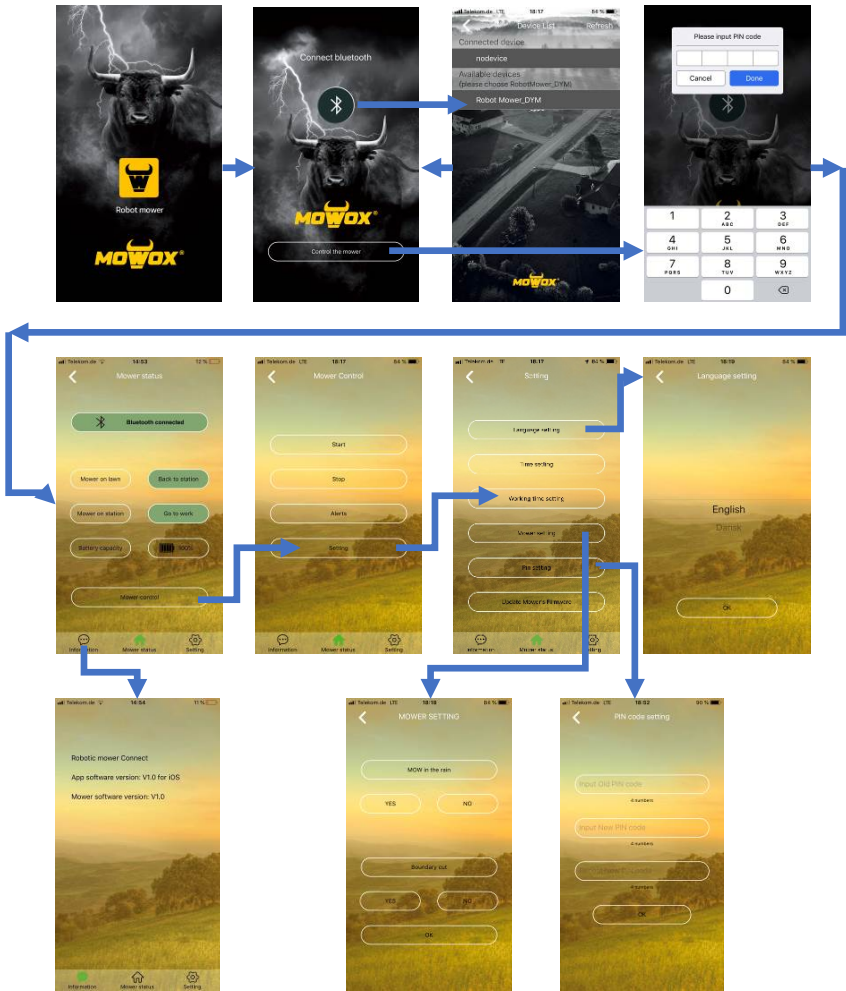 Robot mower
MOWOX®
Connect bluetooth
MOWOX®
Control the mower
Telekom.de LTE 18:17 84 %
Device List Refresh
Connected device
nodevice
Available devices
(please choose RobotMower_DYM)
Robot Mower_DYM
MOWOX®
Please input PIN code
Cancel Done
1 2 3
ABC DEF
4 5 6
GHI JKL MNO
7 8 9
PQRS TUV WXYZ
0
Telekom.de 14:53 12 %
Mower status
Bluetooth connected
Mower on lawn Back to station
Mower on station Go to work
Battery capacity 100%
Mower control
Information Mower status Setting
Telekom.de LTE 18:17 84 %
Mower Control
Start
Stop
Alerts
Setting
Information Mower status Setting
Telekom.de LTE 18:17 84 %
Setting
Language setting
Time setting
Working time setting
Mower setting
Pin setting
Update Mower's Firmware
Information Mower status Setting
Telekom.de LTE 18:18 84 %
Language setting
English
Dansk
OK
Telekom.de 14:54 11 %
Robotic mower Connect
App software version: V1.0 for iOS
Mower software version: V1.0
Information Mower status Setting
Telekom.de LTE 18:18 84 %
MOWER SETTING
MOW in the rain
YES NO
Boundary cut
YES NO
OK
Telekom.de LTE 18:52
PIN code setting
Input Old PIN code
4 numbers
Input New PIN code
4 numbers
4 numbers
OK